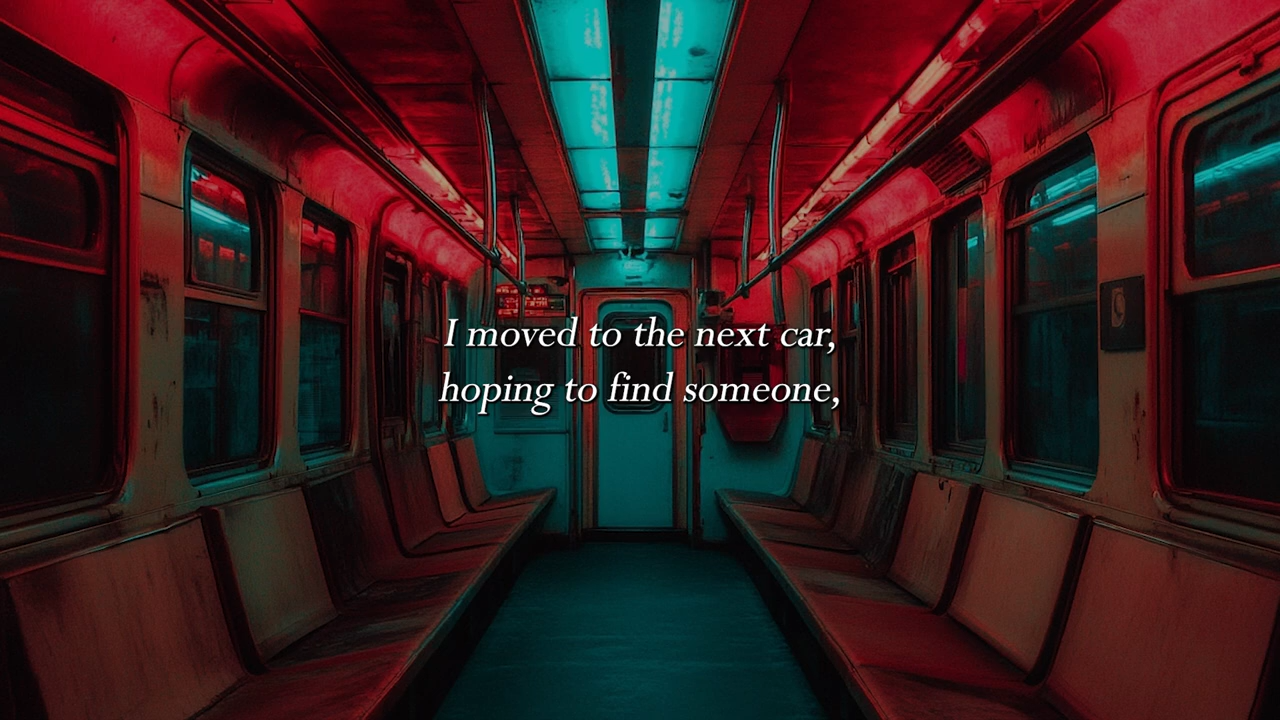 I moved to the next car,
hoping to find someone,